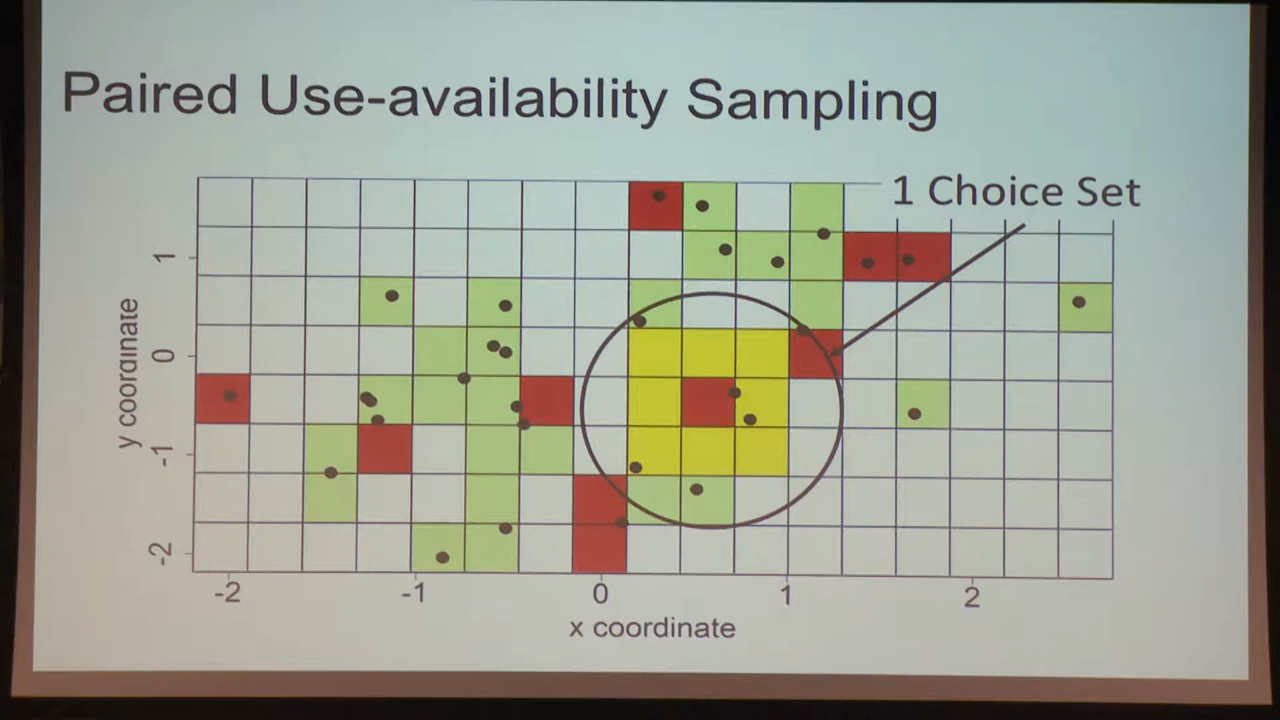 Paired Use-availability Sampling
1 Choice Set
y coordinate
1
0
-1
-2
-2 -1 0 1 2
x coordinate